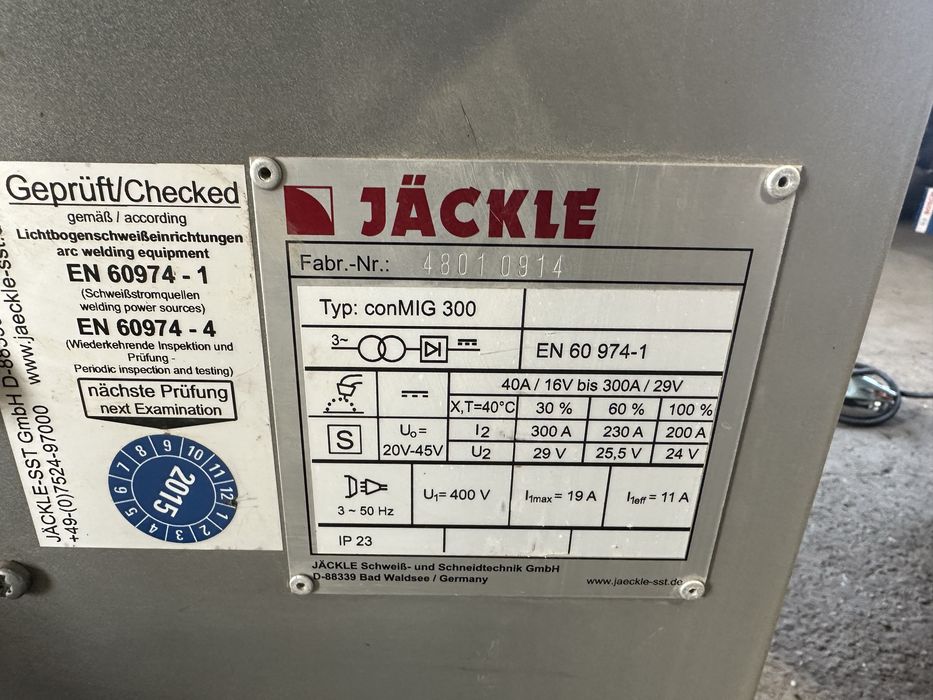 Geprüft/Checked
gemäß / according
Lichtbogenschweißeinrichtungen
arc welding equipment
EN 60974 - 1
(Schweißstromquellen
welding power sources)
EN 60974 - 4
(Wiederkehrende Inspektion und
Prüfung -
Periodic inspection and testing)
nächste Prüfung
next Examination
2015
1 2 3 4 5 6 7 8 9 10 11 12
JÄCKLE-SST GmbH
www.jaeckle-sst.
+49-(0)7524-97000
JÄCKLE
Fabr.-Nr.: 48010914
Typ: conMIG 300
3~
EN 60 974-1
40A / 16V bis 300A / 29V
X,T=40°C 30 % 60 % 100 %
S
U₀=
20V-45V
I2 300 A 230 A 200 A
U2 29 V 25,5 V 24 V
3 ~ 50 Hz
U₁= 400 V
I₁max= 19 A
I₁eff= 11 A
IP 23
JÄCKLE Schweiß- und Schneidtechnik GmbH
D-88339 Bad Waldsee / Germany
www.jaeckle-sst.de